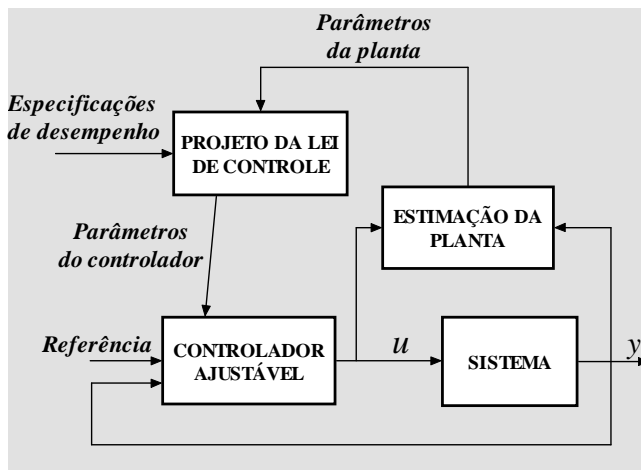 Parâmetros
da planta
Especificações
de desempenho
PROJETO DA LEI
DE CONTROLE
ESTIMAÇÃO DA
PLANTA
Parâmetros
do controlador
Referência
CONTROLADOR
AJUSTÁVEL
u
SISTEMA
y